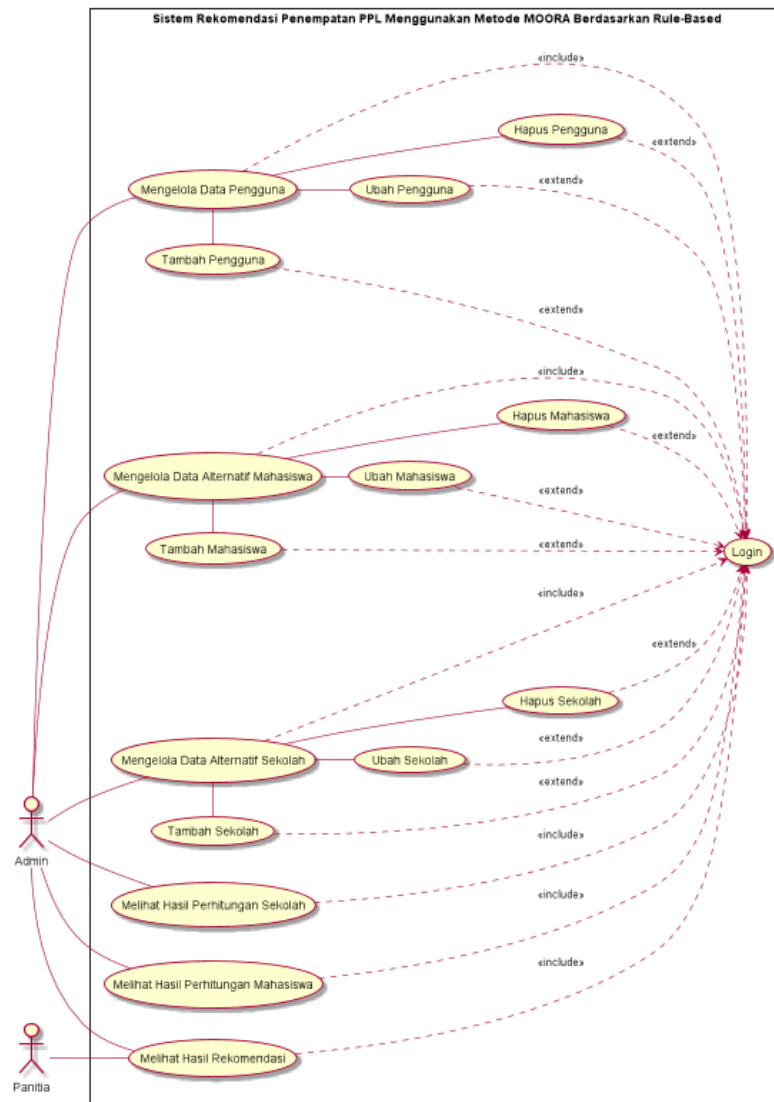 Sistem Rekomendasi Penempatan PPL Menggunakan Metode MOORA Berdasarkan Rule-Based
«include»
Hapus Pengguna
«extend»
Mengelola Data Pengguna
Ubah Pengguna
«extend»
Tambah Pengguna
«extend»
«include»
Hapus Mahasiswa
«extend»
Mengelola Data Alternatif Mahasiswa
Ubah Mahasiswa
«extend»
Tambah Mahasiswa
«extend»
Login
«include»
Hapus Sekolah
«extend»
Mengelola Data Alternatif Sekolah
Ubah Sekolah
«extend»
«extend»
Tambah Sekolah
Admin
«include»
Melihat Hasil Perhitungan Sekolah
«include»
Melihat Hasil Perhitungan Mahasiswa
«include»
Melihat Hasil Rekomendasi
Panitia